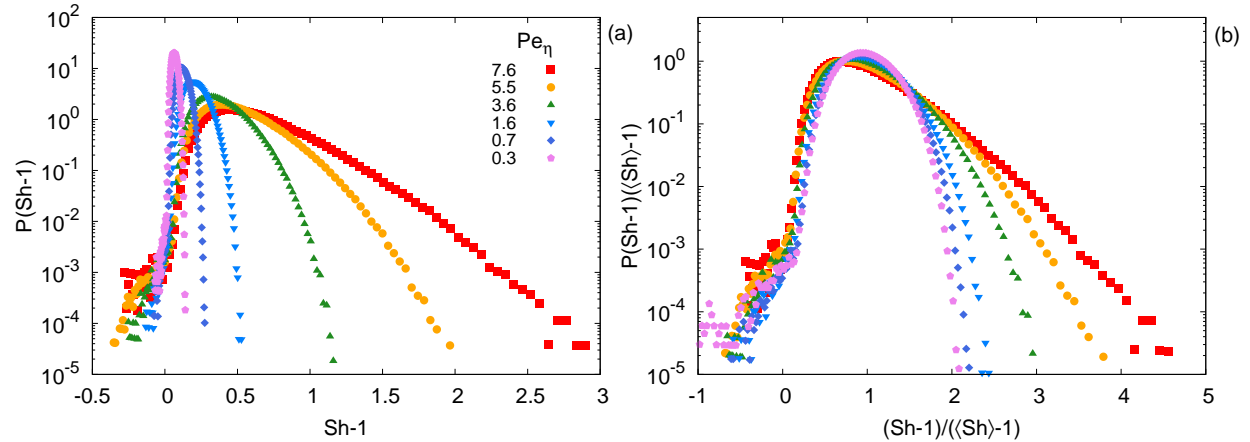 (a)
P(Sh-1)
10^2
10^1
10^0
10^-1
10^-2
10^-3
10^-4
10^-5
Pe_η
7.6
5.5
3.6
1.6
0.7
0.3
-0.5 0 0.5 1 1.5 2 2.5 3
Sh-1
(b)
P(Sh-1)(⟨Sh⟩-1)
10^0
10^-1
10^-2
10^-3
10^-4
10^-5
-1 0 1 2 3 4 5
(Sh-1)/(⟨Sh⟩-1)